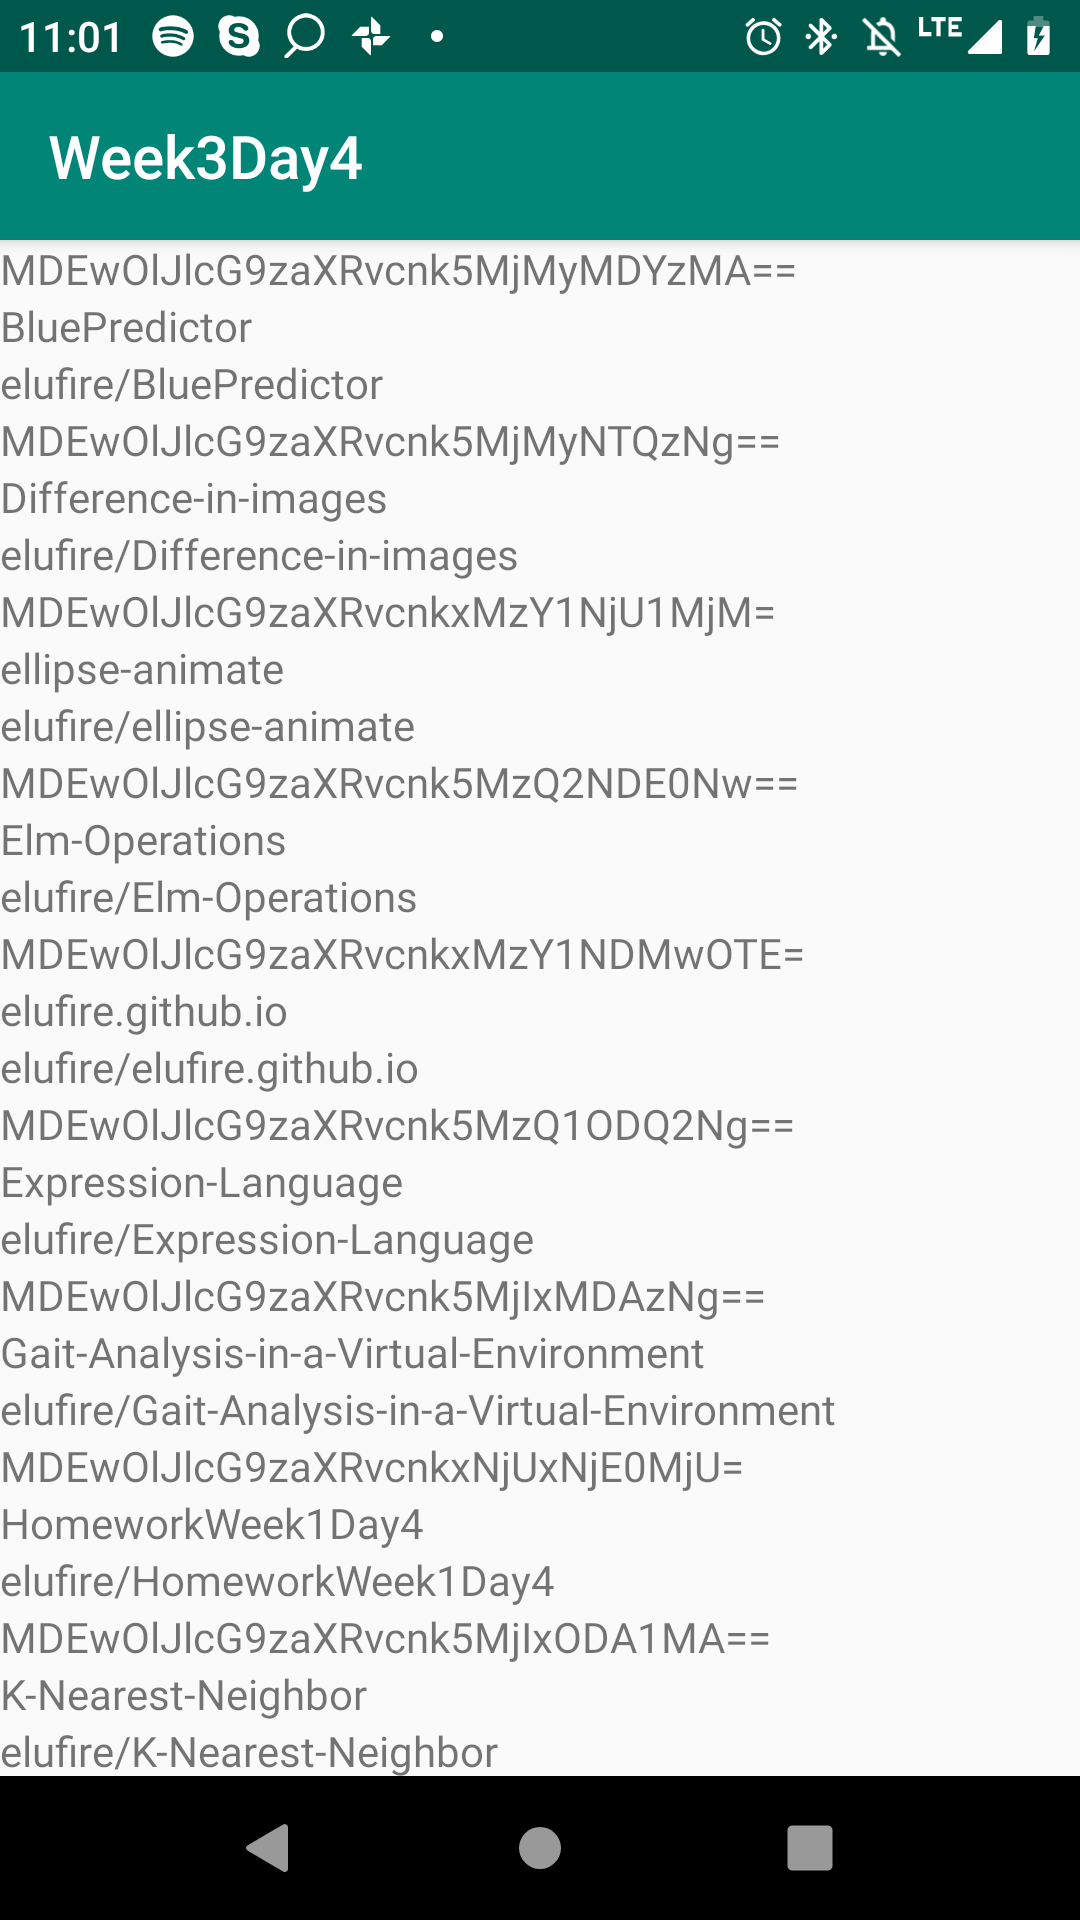 11:01
LTE
Week3Day4
MDEwOlJlcG9zaXRvcnk5MjMyMDYzMA==
BluePredictor
elufire/BluePredictor
MDEwOlJlcG9zaXRvcnk5MjMyNTQzNg==
Difference-in-images
elufire/Difference-in-images
MDEwOlJlcG9zaXRvcnkxMzY1NjU1MjM=
ellipse-animate
elufire/ellipse-animate
MDEwOlJlcG9zaXRvcnk5MzQ2NDE0Nw==
Elm-Operations
elufire/Elm-Operations
MDEwOlJlcG9zaXRvcnkxMzY1NDMwOTE=
elufire.github.io
elufire/elufire.github.io
MDEwOlJlcG9zaXRvcnk5MzQ1ODQ2Ng==
Expression-Language
elufire/Expression-Language
MDEwOlJlcG9zaXRvcnk5MjIxMDAzNg==
Gait-Analysis-in-a-Virtual-Environment
elufire/Gait-Analysis-in-a-Virtual-Environment
MDEwOlJlcG9zaXRvcnkxNjUxNjE0MjU=
HomeworkWeek1Day4
elufire/HomeworkWeek1Day4
MDEwOlJlcG9zaXRvcnk5MjIxODA1MA==
K-Nearest-Neighbor
elufire/K-Nearest-Neighbor